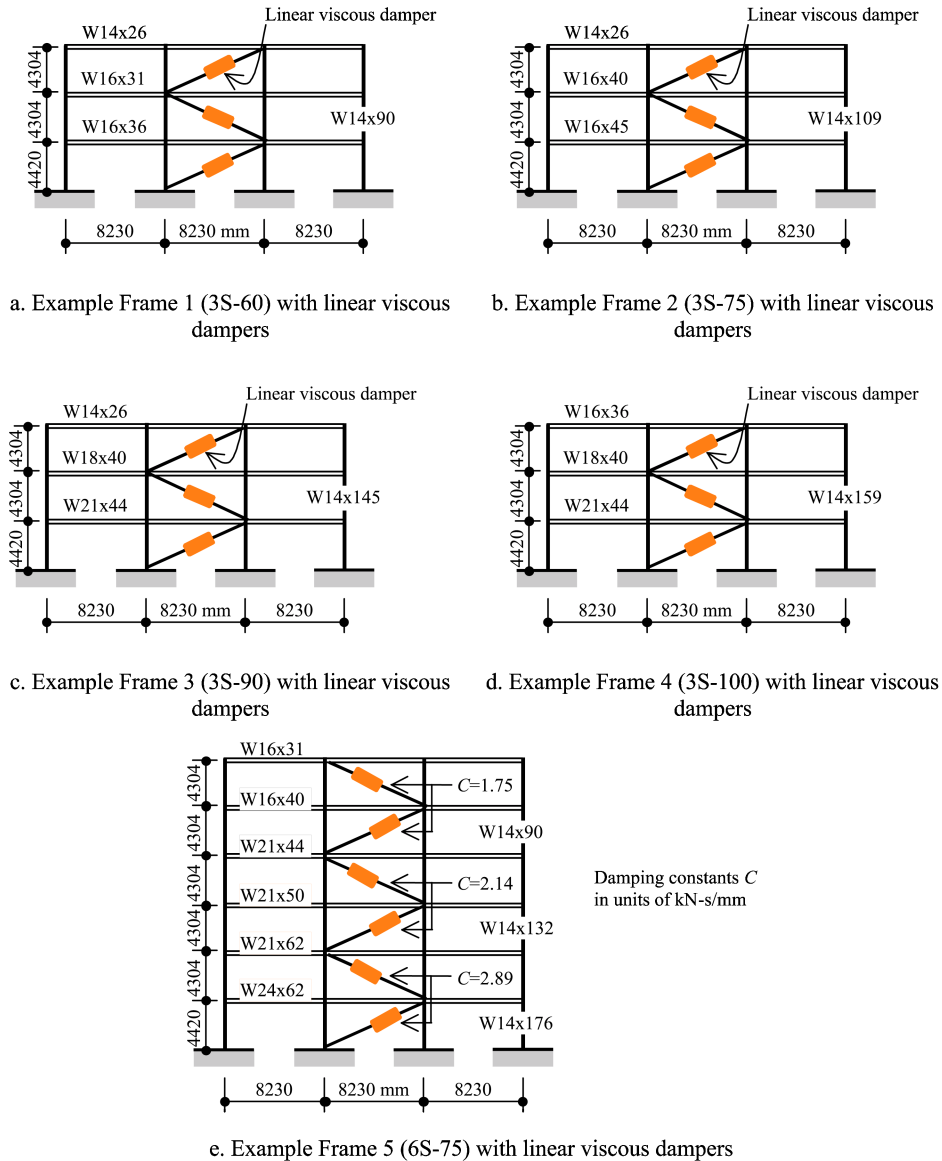 Linear viscous damper
W14x26
W16x31
W16x36
W14x90
4304
4304
4420
8230
8230 mm
8230
a. Example Frame 1 (3S-60) with linear viscous
dampers
Linear viscous damper
W14x26
W16x40
W16x45
W14x109
4304
4304
4420
8230
8230 mm
8230
b. Example Frame 2 (3S-75) with linear viscous
dampers
Linear viscous damper
W14x26
W18x40
W21x44
W14x145
4304
4304
4420
8230
8230 mm
8230
c. Example Frame 3 (3S-90) with linear viscous
dampers
Linear viscous damper
W16x36
W18x40
W21x44
W14x159
4304
4304
4420
8230
8230 mm
8230
d. Example Frame 4 (3S-100) with linear viscous
dampers
W16x31
W16x40
W21x44
W21x50
W21x62
W24x62
C=1.75
W14x90
C=2.14
W14x132
C=2.89
W14x176
4304
4304
4304
4304
4304
4420
8230
8230 mm
8230
Damping constants C
in units of kN-s/mm
e. Example Frame 5 (6S-75) with linear viscous dampers